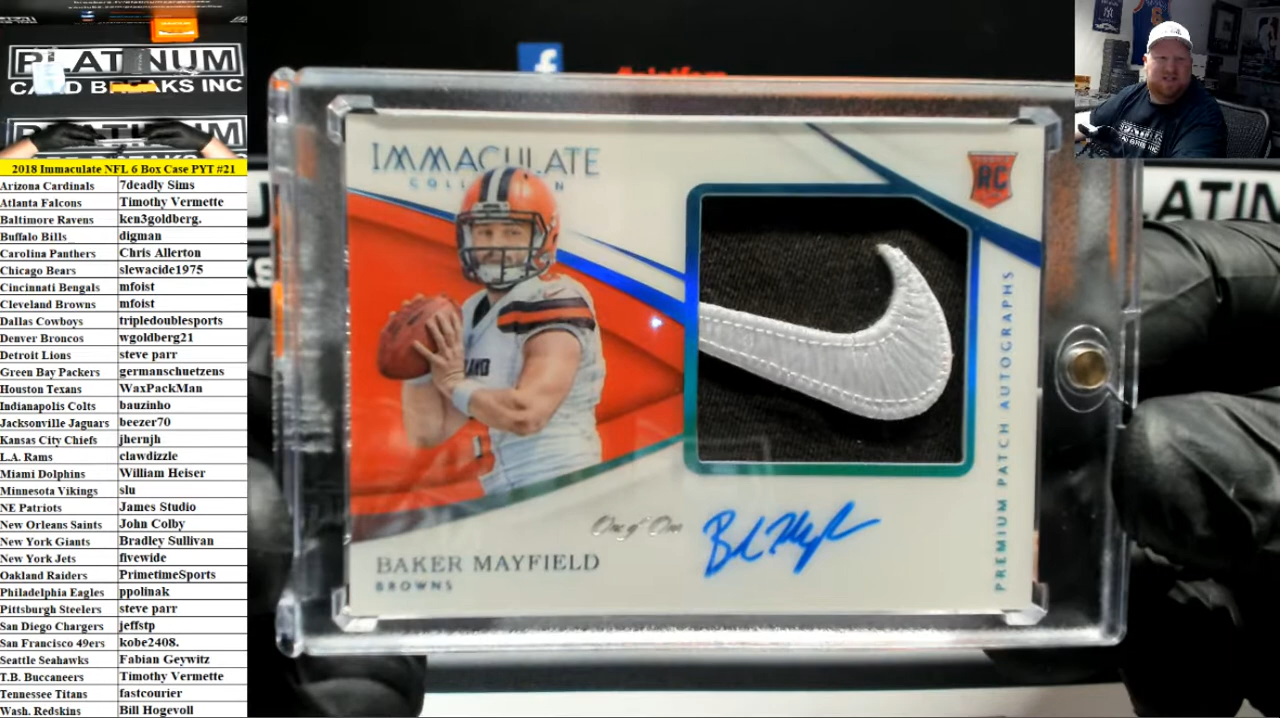 PLATINUM
CARD BREAKS INC
PLATINUM
2018 Immaculate NFL 6 Box Case PYT #21
Arizona Cardinals 7deadly Sims
Atlanta Falcons Timothy Vermette
Baltimore Ravens ken3goldberg.
Buffalo Bills digman
Carolina Panthers Chris Allerton
Chicago Bears slewacide1975
Cincinnati Bengals mfoist
Cleveland Browns mfoist
Dallas Cowboys tripledoublesports
Denver Broncos wgoldberg21
Detroit Lions steve parr
Green Bay Packers germanschuetzens
Houston Texans WaxPackMan
Indianapolis Colts bauzinho
Jacksonville Jaguars beezer70
Kansas City Chiefs jhernjh
L.A. Rams clawdizzle
Miami Dolphins William Heiser
Minnesota Vikings slu
NE Patriots James Studio
New Orleans Saints John Colby
New York Giants Bradley Sullivan
New York Jets fivewide
Oakland Raiders PrimetimeSports
Philadelphia Eagles ppolinak
Pittsburgh Steelers steve parr
San Diego Chargers jeffstp
San Francisco 49ers kobe2408.
Seattle Seahawks Fabian Geywitz
T.B. Buccaneers Timothy Vermette
Tennessee Titans fastcourier
Wash. Redskins Bill Hogevoll
f
IMMACULATE
COLLECTION
RC
PREMIUM PATCH AUTOGRAPHS
One of One
BAKER MAYFIELD
BROWNS
PLATIN